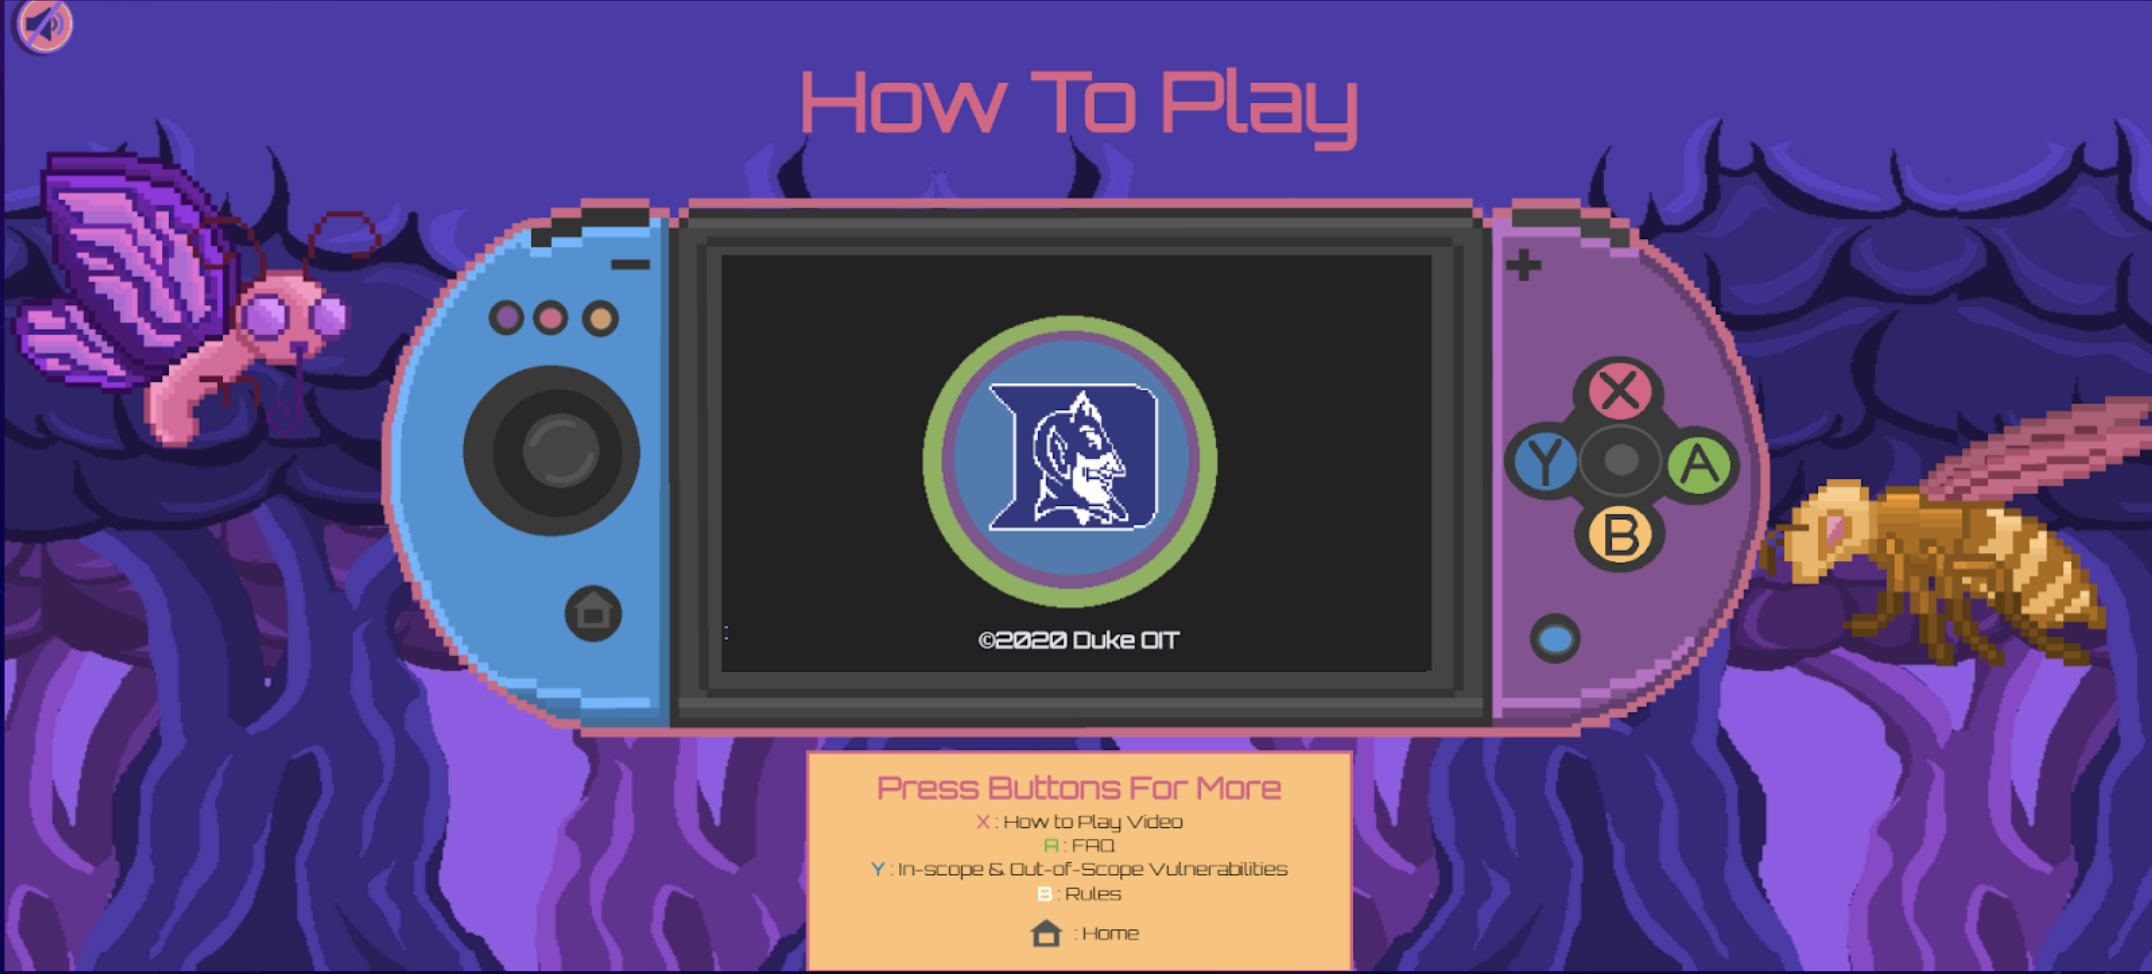 How To Play
X
Y
A
B
©2020 Duke OIT
Press Buttons For More
X : How to Play Video
A : FAQ
Y : In-scope & Out-of-Scope Vulnerabilities
B : Rules
: Home